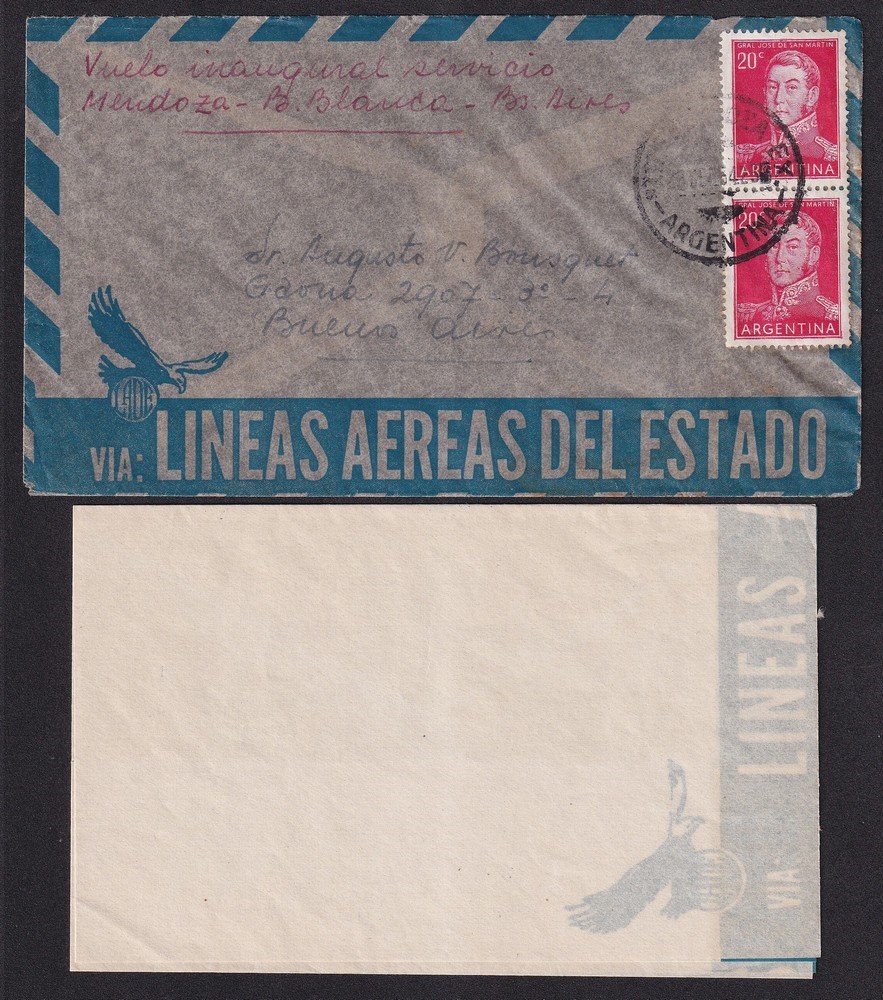 Vuelo inaugural servicio
Mendoza - B. Blanca - Bs. Aires
GRAL JOSE DE SAN MARTIN
20c
ARGENTINA
GRAL JOSE DE SAN MARTIN
20c
ARGENTINA
ARGENTINA
Sr. Augusto V. Bousquet
Gaona 2907 - 3° - 4
Buenos Aires
LADE
VIA: LINEAS AEREAS DEL ESTADO
LINEAS
VIA: